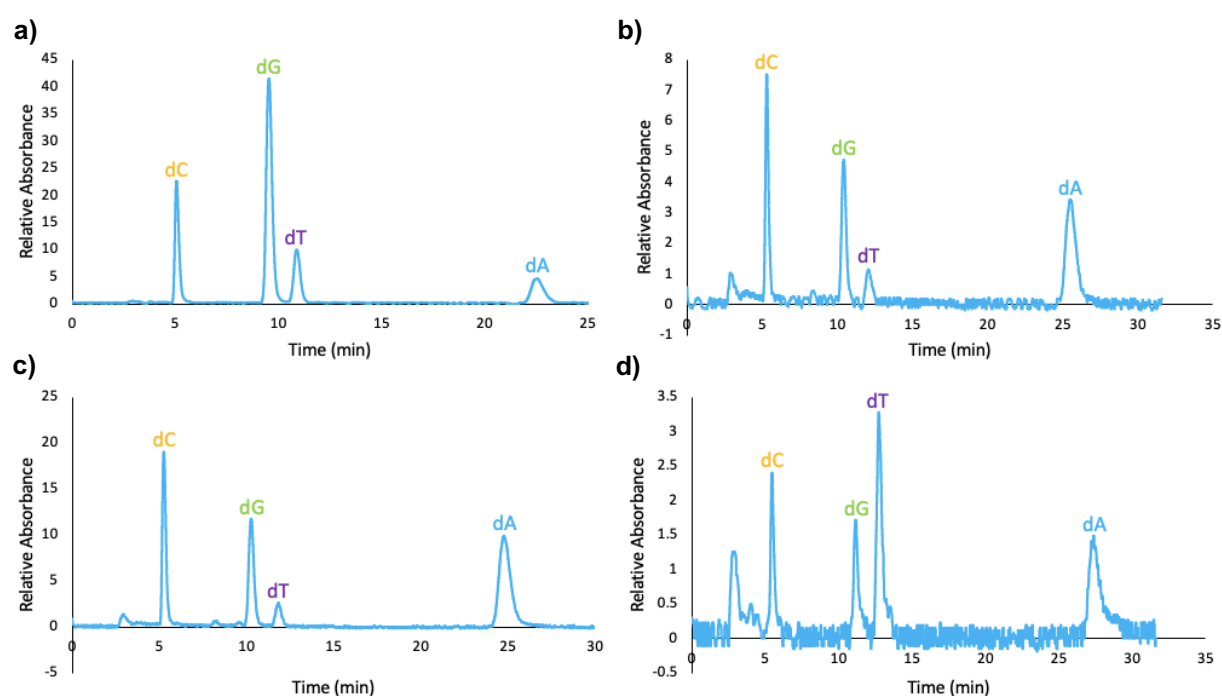 a)
45
40
35
30
25
20
15
10
5
0
Relative Absorbance
dC
dG
dT
dA
0 5 10 15 20 25
Time (min)
b)
8
7
6
5
4
3
2
1
0
-1
Relative Absorbance
dC
dG
dT
dA
0 5 10 15 20 25 30 35
Time (min)
c)
25
20
15
10
5
0
-5
Relative Absorbance
dC
dG
dT
dA
0 5 10 15 20 25 30
Time (min)
d)
3.5
3
2.5
2
1.5
1
0.5
0
-0.5
Relative Absorbance
dC
dG
dT
dA
0 5 10 15 20 25 30 35
Time (min)